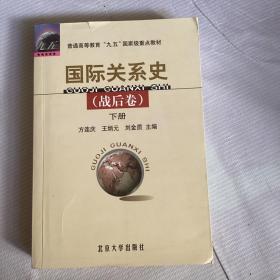 九五
普通高等教育“九五”国家级重点教材
国际关系史
GUOJI GUANXI SHI
(战后卷)
下册
方连庆 王炳元 刘金质 主编
GUOJI GUANXI SHI
北京大学出版社